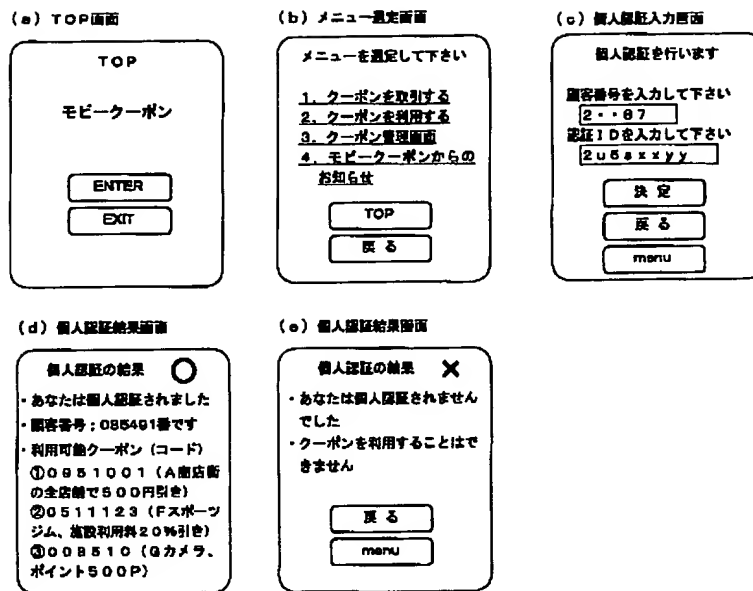 (a) TOP画面
TOP
モビークーポン
ENTER
EXIT
(b) メニュー選定画面
メニューを選定して下さい
1. クーポンを取引する
2. クーポンを利用する
3. クーポン管理画面
4. モビークーポンからの
お知らせ
TOP
戻る
(c) 個人認証入力画面
個人認証を行います
顧客番号を入力して下さい
2・・87
認証IDを入力して下さい
2u5axxyy
決定
戻る
menu
(d) 個人認証結果画面
個人認証の結果 ○
・あなたは個人認証されました
・顧客番号;085491番です
・利用可能クーポン(コード)
①0951001(A商店街
の全店舗で500円引き)
②0511123(Fスポーツ
ジム、施設利用料20%引き)
③008510(Gカメラ、
ポイント500P)
(e) 個人認証結果画面
個人認証の結果 ×
・あなたは個人認証されません
でした
・クーポンを利用することはで
きません
戻る
menu